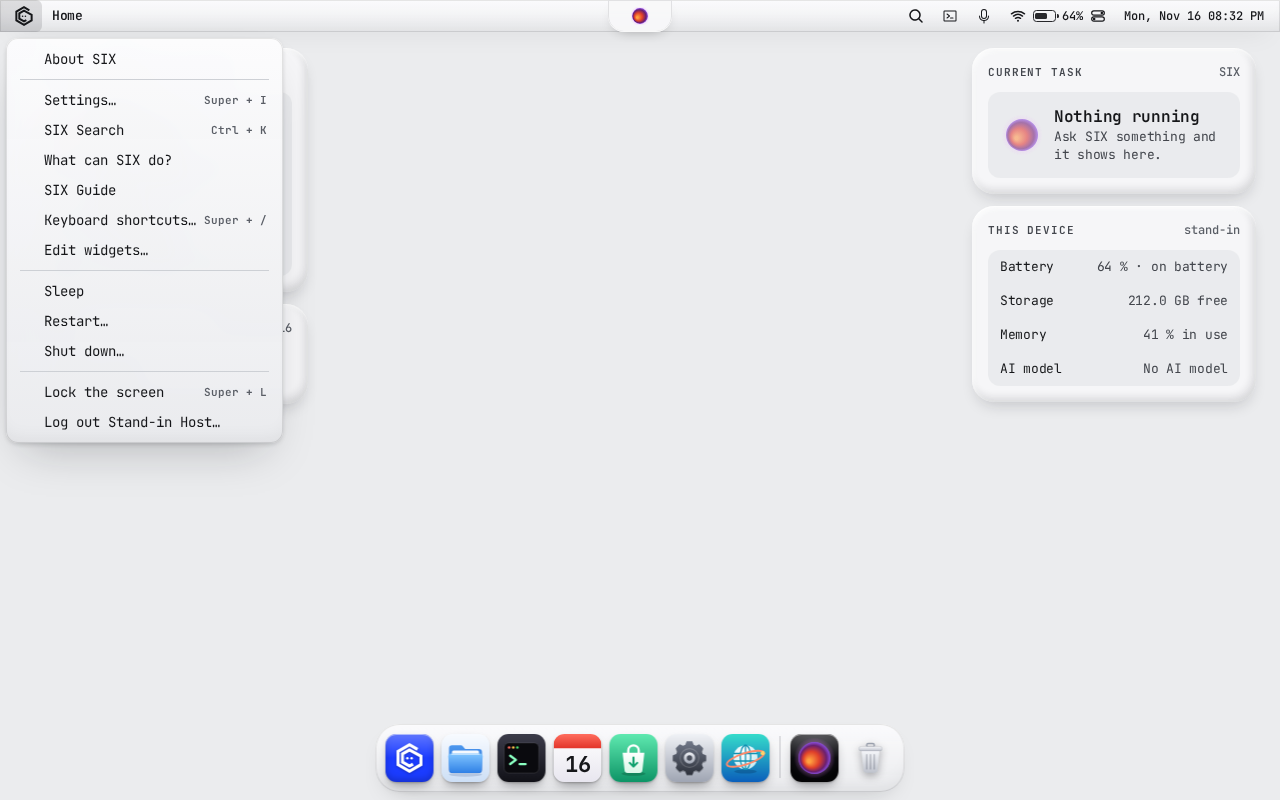 Home
64%
Mon, Nov 16 08:32 PM
About SIX
Settings… Super + I
SIX Search Ctrl + K
What can SIX do?
SIX Guide
Keyboard shortcuts… Super + /
Edit widgets…
Sleep
Restart…
Shut down…
Lock the screen Super + L
Log out Stand-in Host…
CURRENT TASK SIX
Nothing running
Ask SIX something and
it shows here.
THIS DEVICE stand-in
Battery 64 % · on battery
Storage 212.0 GB free
Memory 41 % in use
AI model No AI model
16